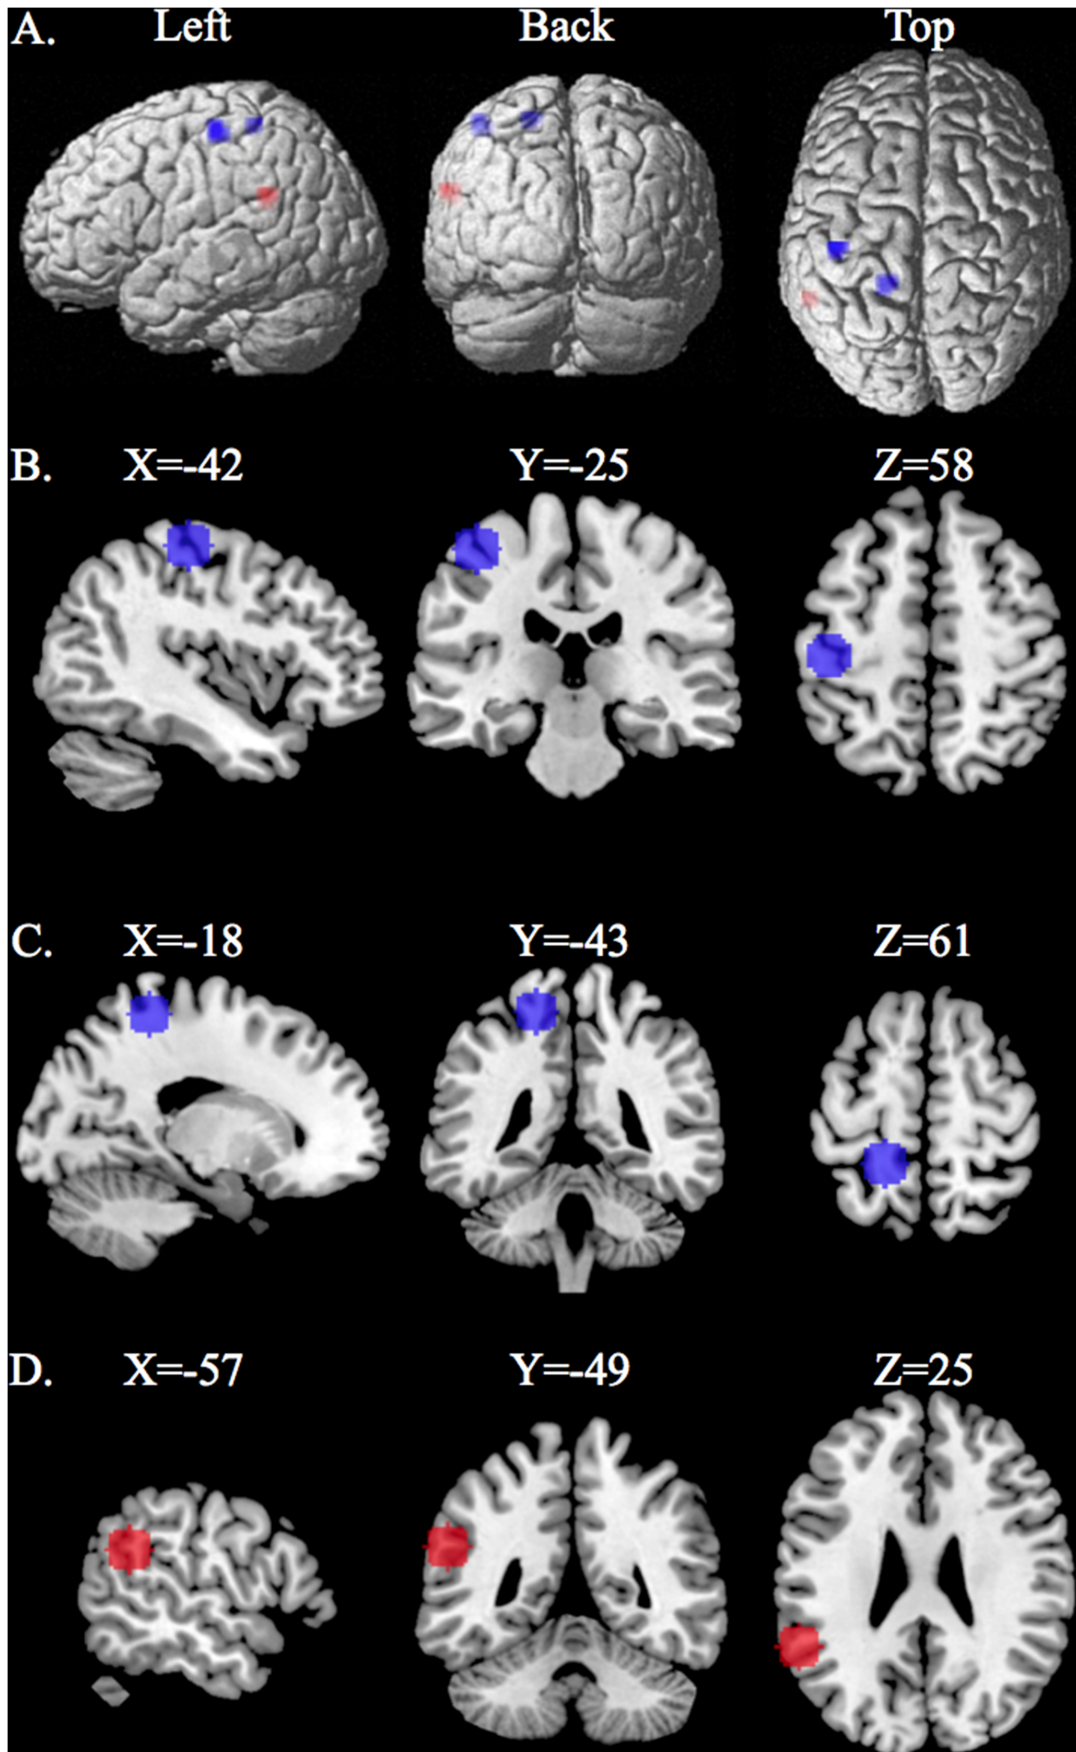 A. Left Back Top
B. X=-42 Y=-25 Z=58
C. X=-18 Y=-43 Z=61
D. X=-57 Y=-49 Z=25